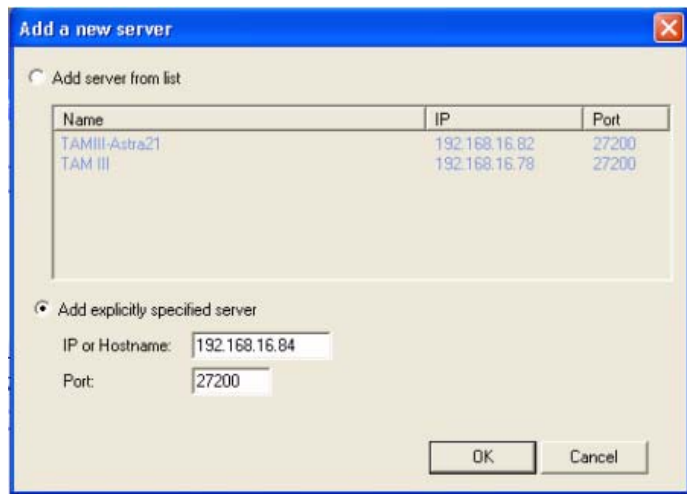 Add a new server
Add server from list
Name IP Port
TAMIII-Astra21 192.168.16.82 27200
TAM III 192.168.16.78 27200
Add explicitly specified server
IP or Hostname: 192.168.16.84
Port: 27200
OK Cancel